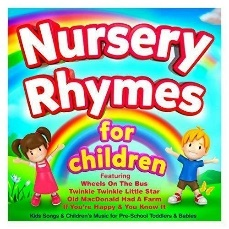 Nursery
Rhymes
for
children
Featuring
Wheels On The Bus
Twinkle Twinkle Little Star
Old MacDonald Had A Farm
If You're Happy & You Know It
Kids Songs & Children's Music for Pre-School Toddlers & Babies